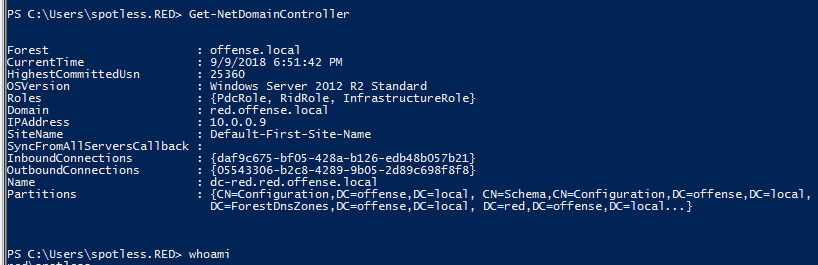 PS C:\Users\spotless.RED> Get-NetDomainController
Forest : offense.local
CurrentTime : 9/9/2018 6:51:42 PM
HighestCommittedUsn : 25360
OSVersion : Windows Server 2012 R2 Standard
Roles : {PdcRole, RidRole, InfrastructureRole}
Domain : red.offense.local
IPAddress : 10.0.0.9
SiteName : Default-First-Site-Name
SyncFromAllServersCallback :
InboundConnections : {daf9c675-bf05-428a-b126-edb48b057b21}
OutboundConnections : {05543306-b2c8-4289-9b05-2d89c698f8f8}
Name : dc-red.red.offense.local
Partitions : {CN=Configuration,DC=offense,DC=local, CN=Schema,CN=Configuration,DC=offense,DC=local,
DC=ForestDnsZones,DC=offense,DC=local, DC=red,DC=offense,DC=local...}
PS C:\Users\spotless.RED> whoami
red\spotless